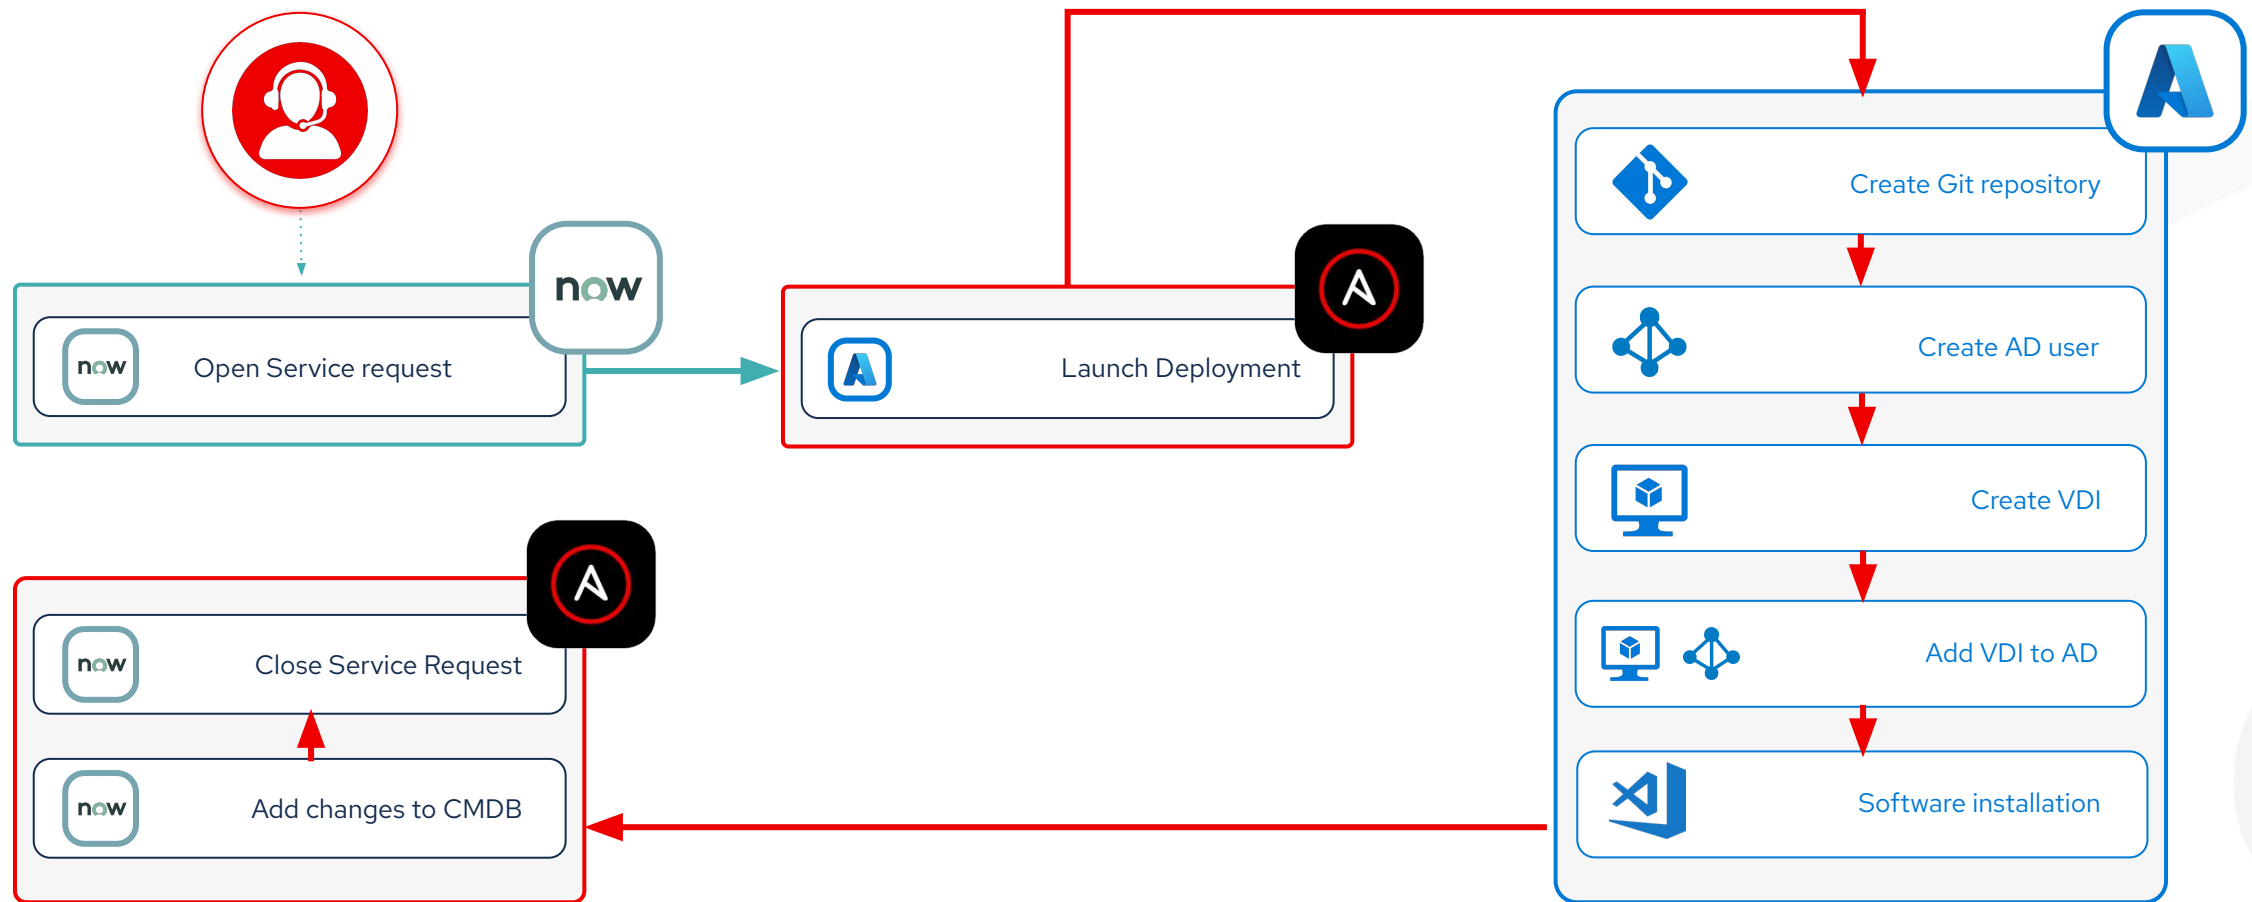 now
now
Open Service request
Launch Deployment
Create Git repository
Create AD user
Create VDI
Add VDI to AD
Software installation
now
Close Service Request
now
Add changes to CMDB